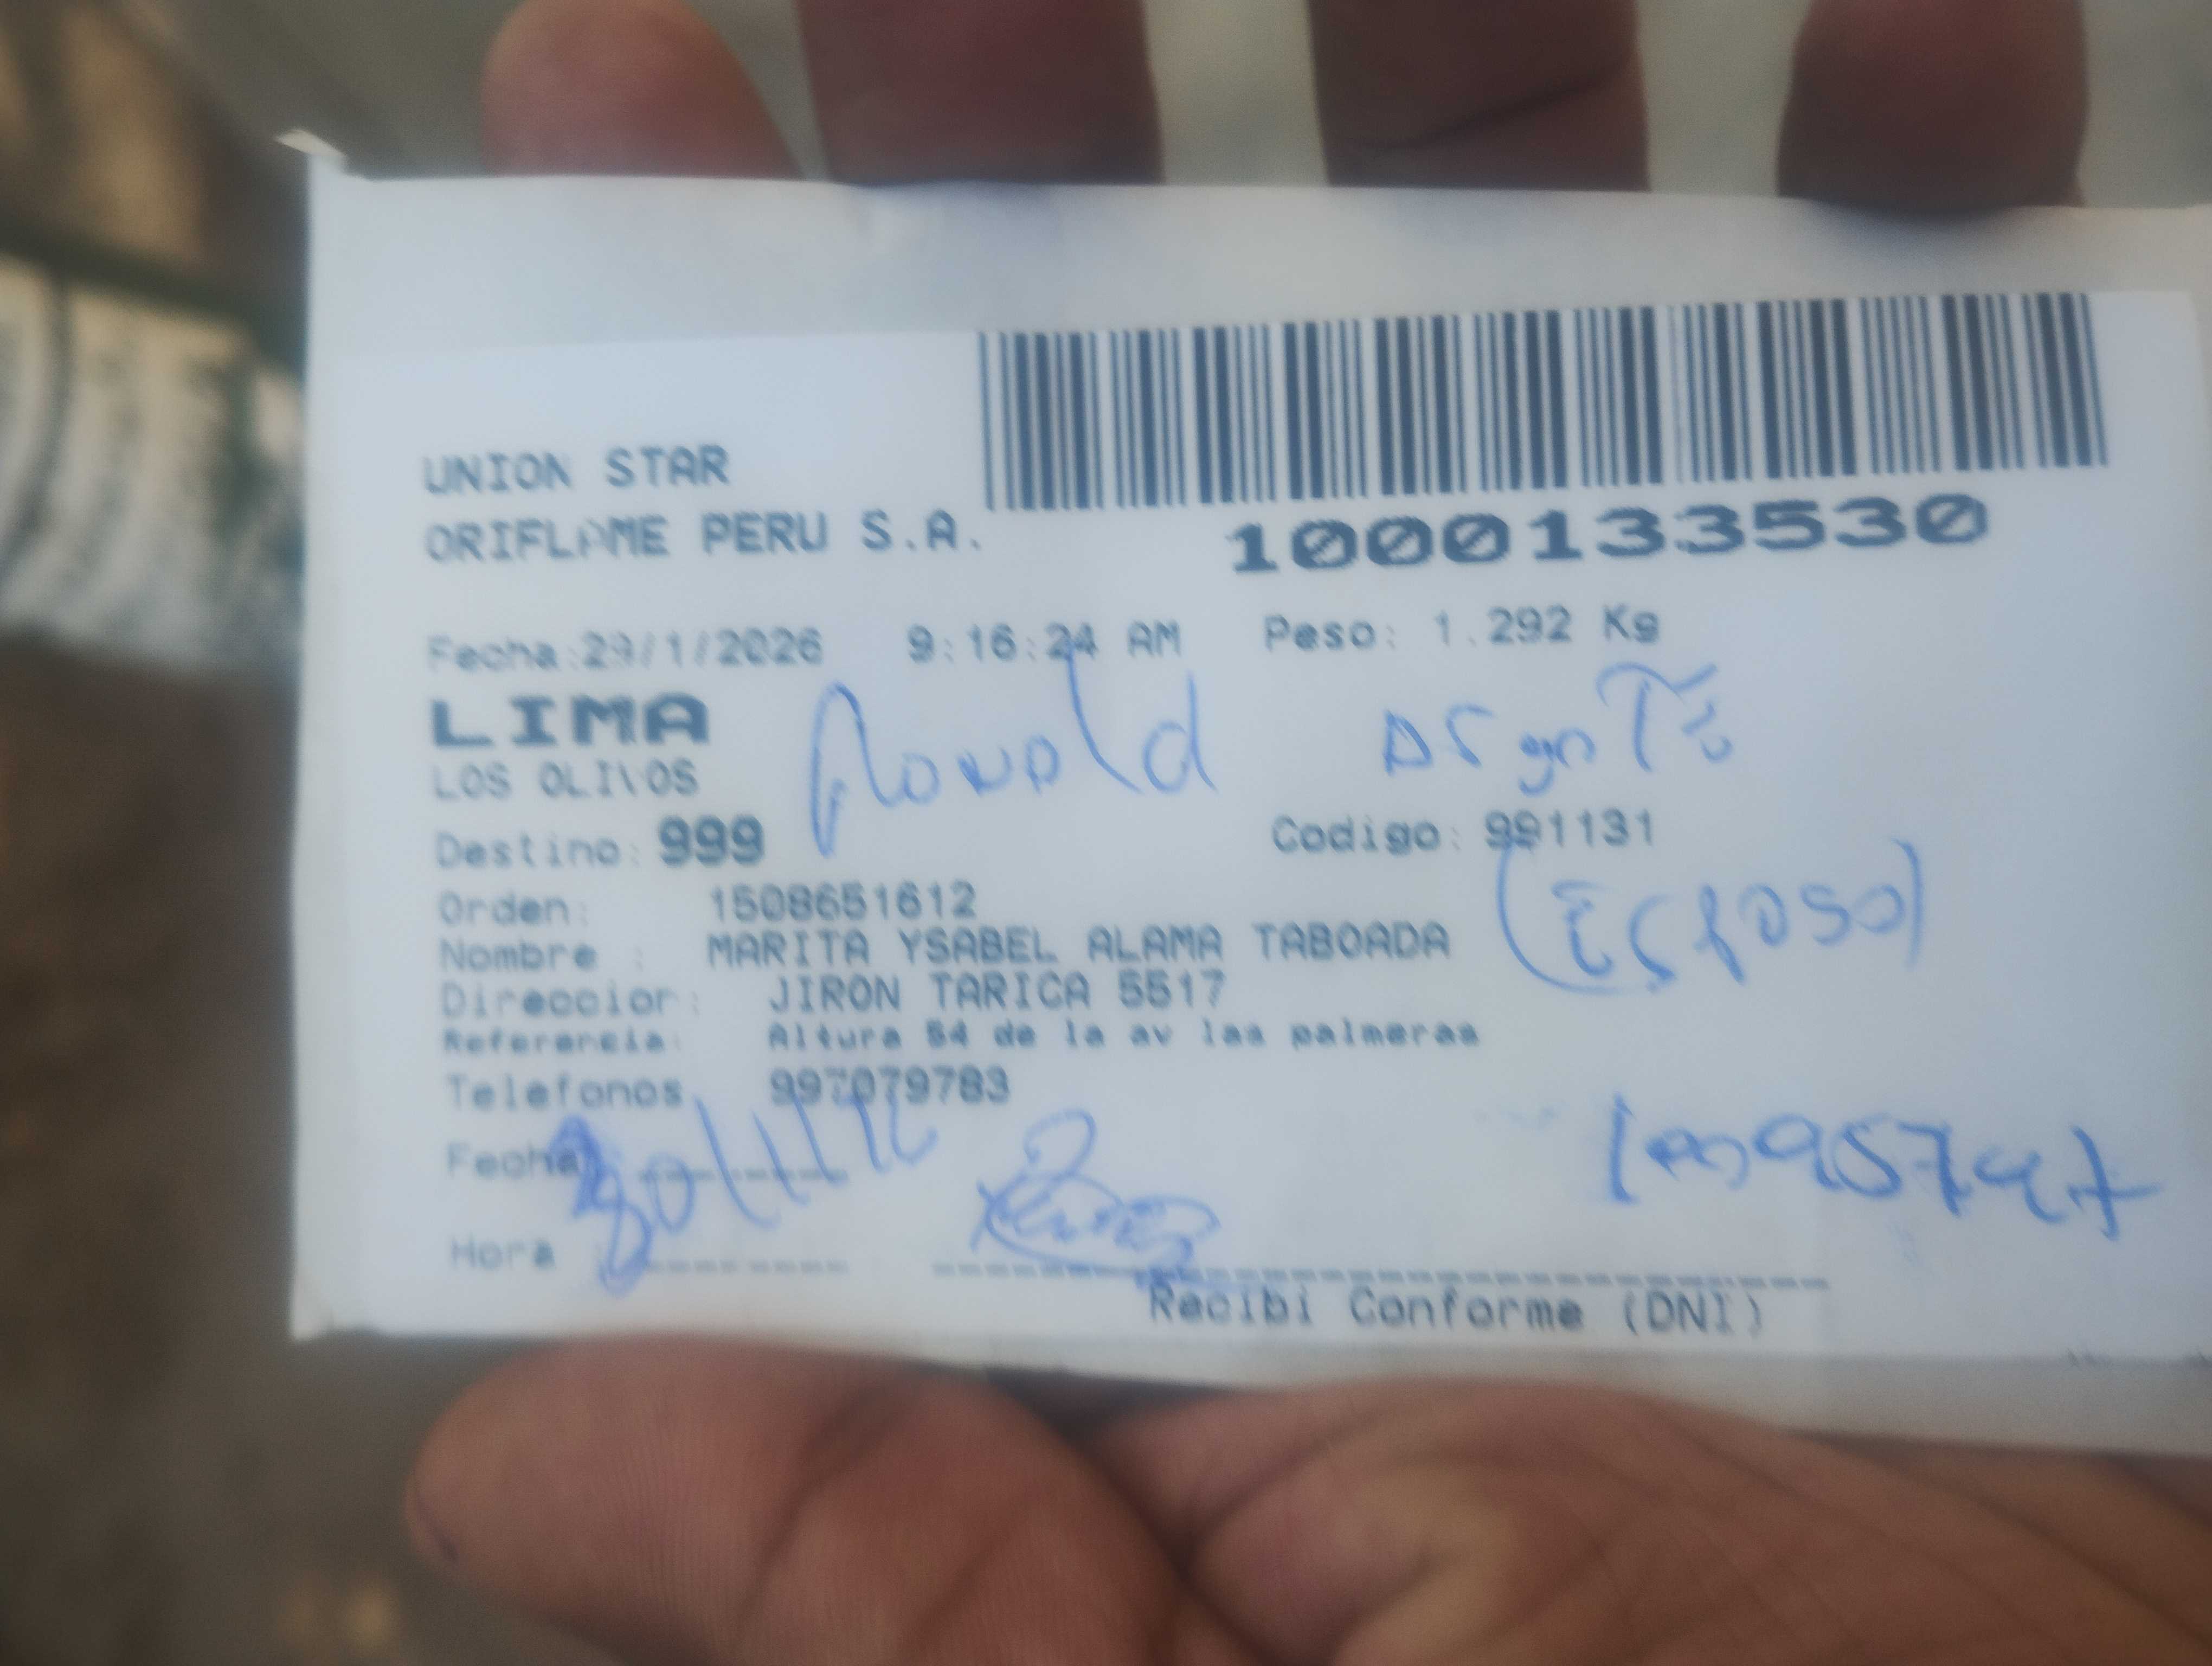 UNION STAR
ORIFLAME PERU S.A.
1000133530
Fecha:29/1/2026 9:16:24 AM Peso: 1.292 Kg
LIMA
Ronald
LOS OLIVOS
Destino: 999 Codigo: 991131
Orden: 1508651612
(Esposo)
Nombre : MARITA YSABEL ALAMA TABOADA
Direccion: JIRON TARICA 5517
Referencia: Altura 54 de la av las palmeras
Telefonos 997079783
Fecha
Hora
Recibi Conforme (DNI)